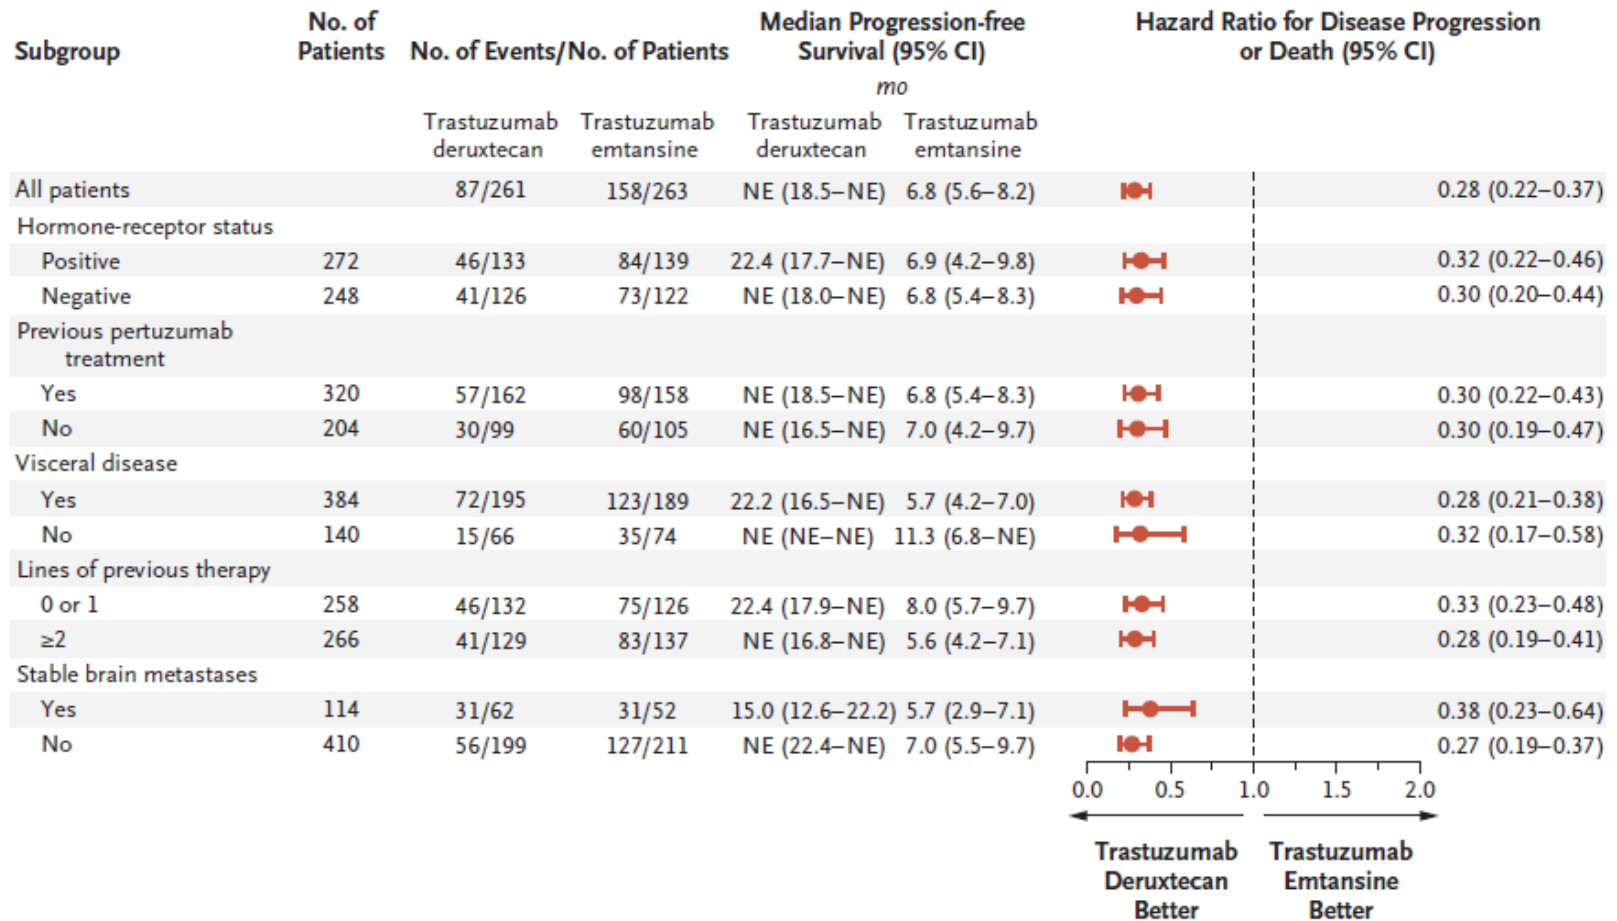 Subgroup No. of Patients No. of Events/No. of Patients Median Progression-free Survival (95% CI) Hazard Ratio for Disease Progression or Death (95% CI)
mo
Trastuzumab deruxtecan Trastuzumab emtansine Trastuzumab deruxtecan Trastuzumab emtansine
All patients 87/261 158/263 NE (18.5–NE) 6.8 (5.6–8.2) 0.28 (0.22–0.37)
Hormone-receptor status
Positive 272 46/133 84/139 22.4 (17.7–NE) 6.9 (4.2–9.8) 0.32 (0.22–0.46)
Negative 248 41/126 73/122 NE (18.0–NE) 6.8 (5.4–8.3) 0.30 (0.20–0.44)
Previous pertuzumab
treatment
Yes 320 57/162 98/158 NE (18.5–NE) 6.8 (5.4–8.3) 0.30 (0.22–0.43)
No 204 30/99 60/105 NE (16.5–NE) 7.0 (4.2–9.7) 0.30 (0.19–0.47)
Visceral disease
Yes 384 72/195 123/189 22.2 (16.5–NE) 5.7 (4.2–7.0) 0.28 (0.21–0.38)
No 140 15/66 35/74 NE (NE–NE) 11.3 (6.8–NE) 0.32 (0.17–0.58)
Lines of previous therapy
0 or 1 258 46/132 75/126 22.4 (17.9–NE) 8.0 (5.7–9.7) 0.33 (0.23–0.48)
≥2 266 41/129 83/137 NE (16.8–NE) 5.6 (4.2–7.1) 0.28 (0.19–0.41)
Stable brain metastases
Yes 114 31/62 31/52 15.0 (12.6–22.2) 5.7 (2.9–7.1) 0.38 (0.23–0.64)
No 410 56/199 127/211 NE (22.4–NE) 7.0 (5.5–9.7) 0.27 (0.19–0.37)
0.0 0.5 1.0 1.5 2.0
Trastuzumab Deruxtecan Better Trastuzumab Emtansine Better